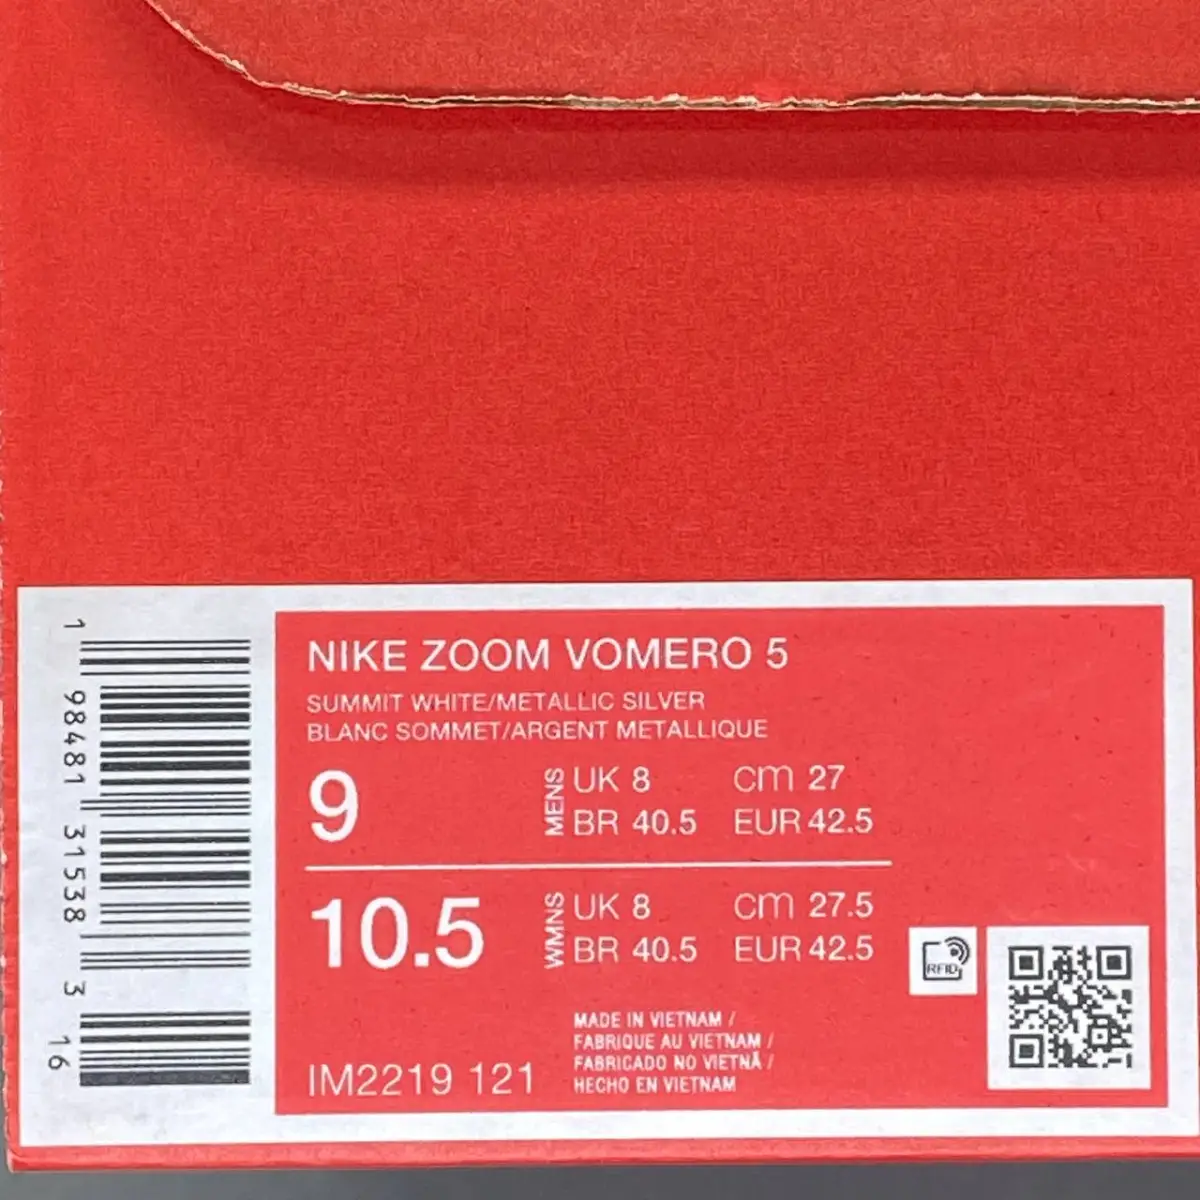 NIKE ZOOM VOMERO 5
SUMMIT WHITE/METALLIC SILVER
BLANC SOMMET/ARGENT METALLIQUE
9
MENS
UK 8 cm 27
BR 40.5 EUR 42.5
10.5
WMNS
UK 8 cm 27.5
BR 40.5 EUR 42.5
IM2219 121
MADE IN VIETNAM /
FABRIQUE AU VIETNAM /
FABRICADO NO VIETNÃ /
HECHO EN VIETNAM
RFID
1 98481 31538 3
16